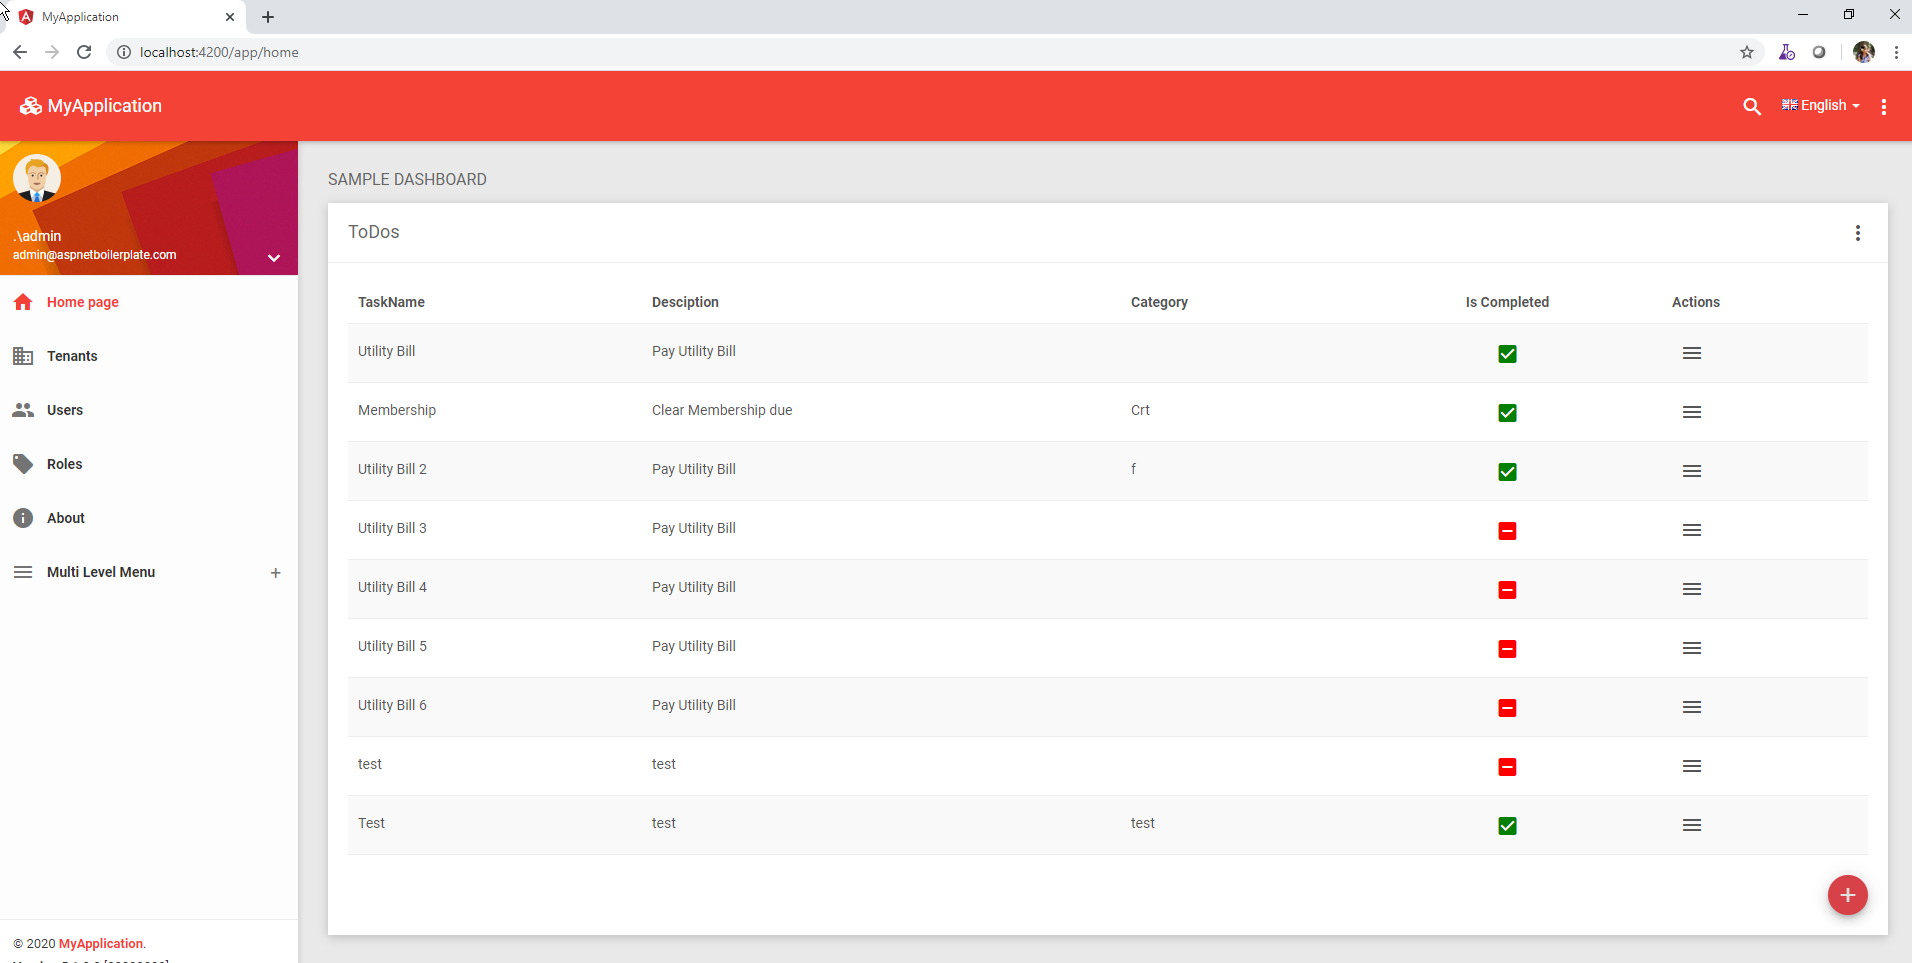 MyApplication
localhost:4200/app/home
MyApplication
English
.\admin
admin@aspnetboilerplate.com
Home page
Tenants
Users
Roles
About
Multi Level Menu
© 2020 MyApplication.
SAMPLE DASHBOARD
ToDos
TaskName Desciption Category Is Completed Actions
Utility Bill Pay Utility Bill
Membership Clear Membership due Crt
Utility Bill 2 Pay Utility Bill f
Utility Bill 3 Pay Utility Bill
Utility Bill 4 Pay Utility Bill
Utility Bill 5 Pay Utility Bill
Utility Bill 6 Pay Utility Bill
test test
Test test test